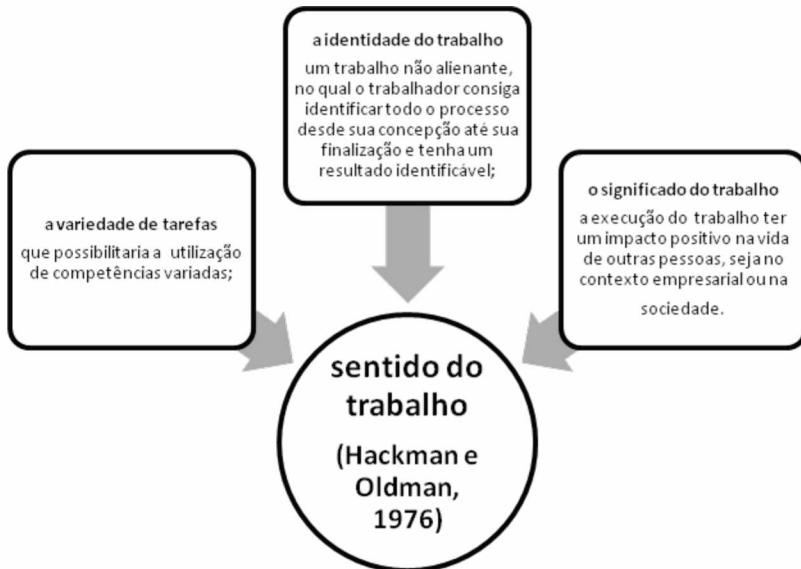 a identidade do trabalho
um trabalho não alienante,
no qual o trabalhador consiga
identificar todo o processo
desde sua concepção até sua
finalização e tenha um
resultado identificável;
a variedade de tarefas
que possibilitaria a utilização
de competências variadas;
o significado do trabalho
a execução do trabalho ter
um impacto positivo na vida
de outras pessoas, seja no
contexto empresarial ou na
sociedade.
sentido do
trabalho
(Hackman e
Oldman,
1976)